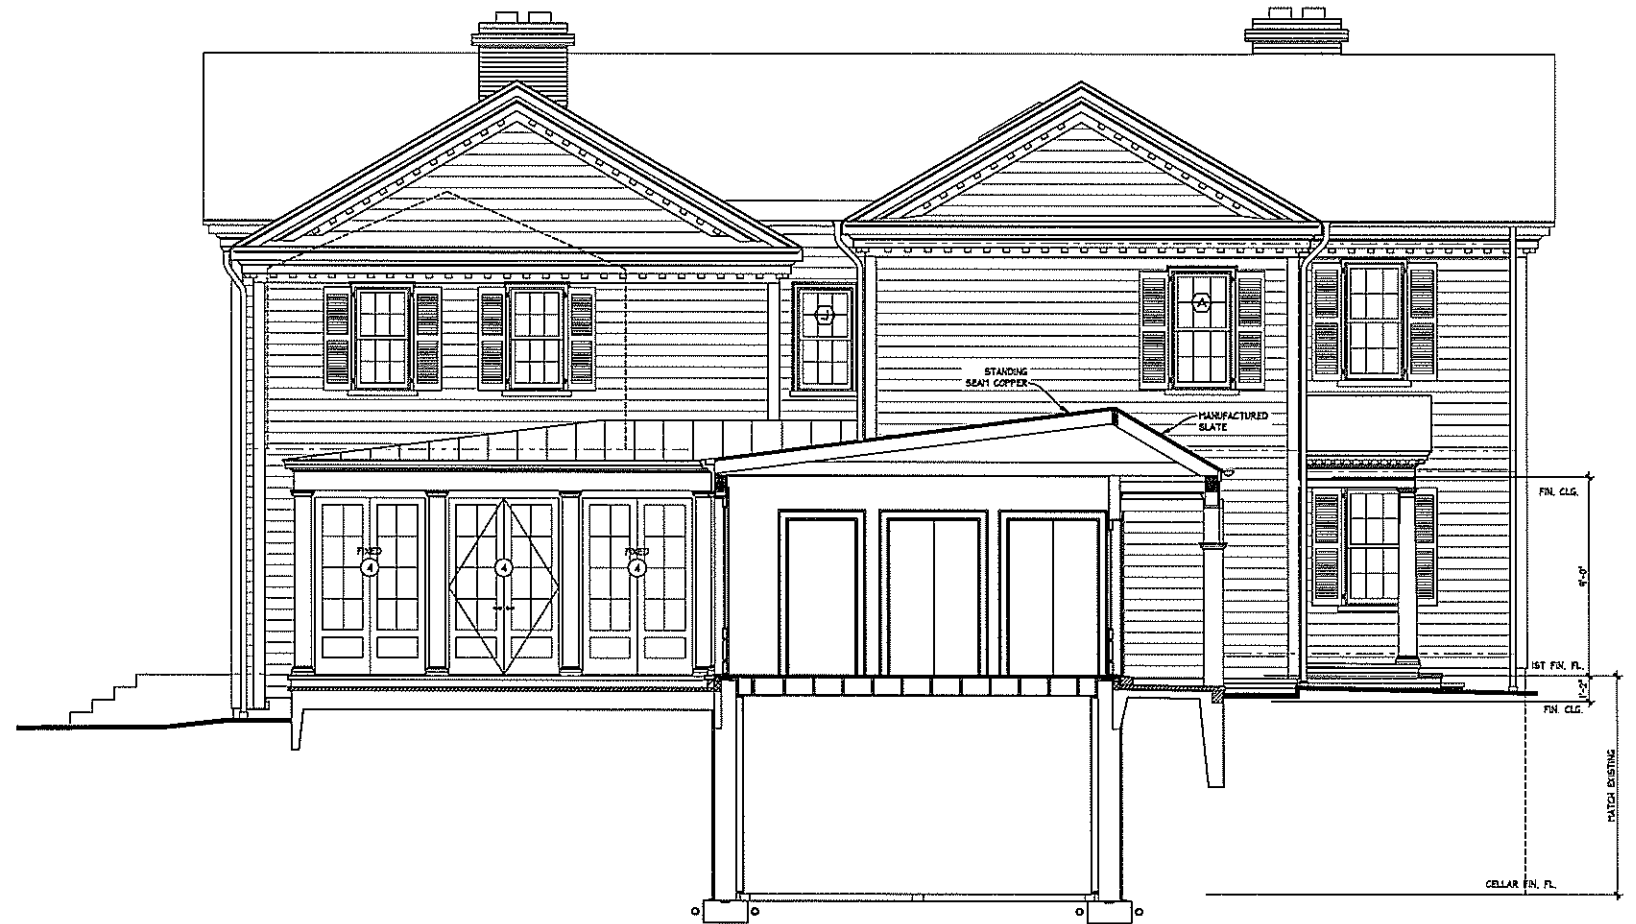 J
A
STANDING
SEAM COPPER
MANUFACTURED
SLATE
FIN. CLG.
FIXED
4
4
FIXED
4
9'-0"
1ST FIN. FL.
1'-2"
FIN. CLG.
MATCH EXISTING
CELLAR FIN. FL.